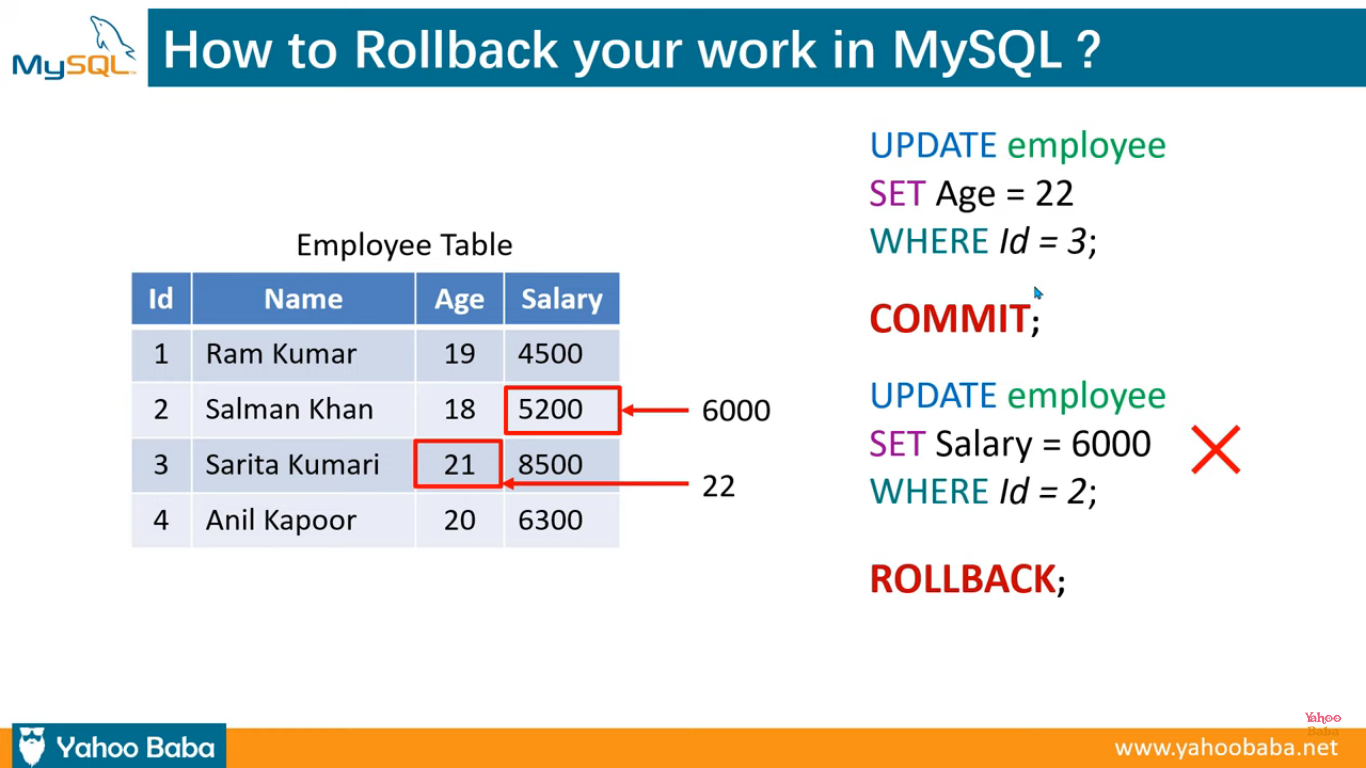 MySQL
How to Rollback your work in MySQL ?
Employee Table
Id Name Age Salary
1 Ram Kumar 19 4500
2 Salman Khan 18 5200
3 Sarita Kumari 21 8500
4 Anil Kapoor 20 6300
6000
22
UPDATE employee
SET Age = 22
WHERE Id = 3;
COMMIT;
UPDATE employee
SET Salary = 6000
WHERE Id = 2;
ROLLBACK;
Yahoo Baba
Yahoo
Baba
www.yahoobaba.net